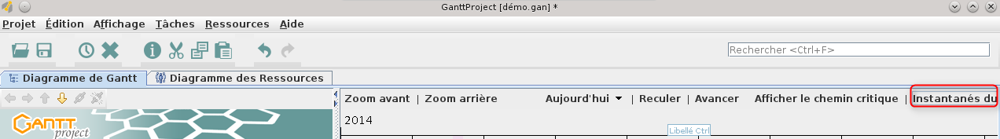 GanttProject [démo.gan] *
Projet Édition Affichage Tâches Ressources Aide
Rechercher <Ctrl+F>
Diagramme de Gantt Diagramme des Ressources
Zoom avant | Zoom arrière Aujourd'hui | Reculer | Avancer Afficher le chemin critique | Instantanés du
2014
GANTT
project
Libellé Ctrl